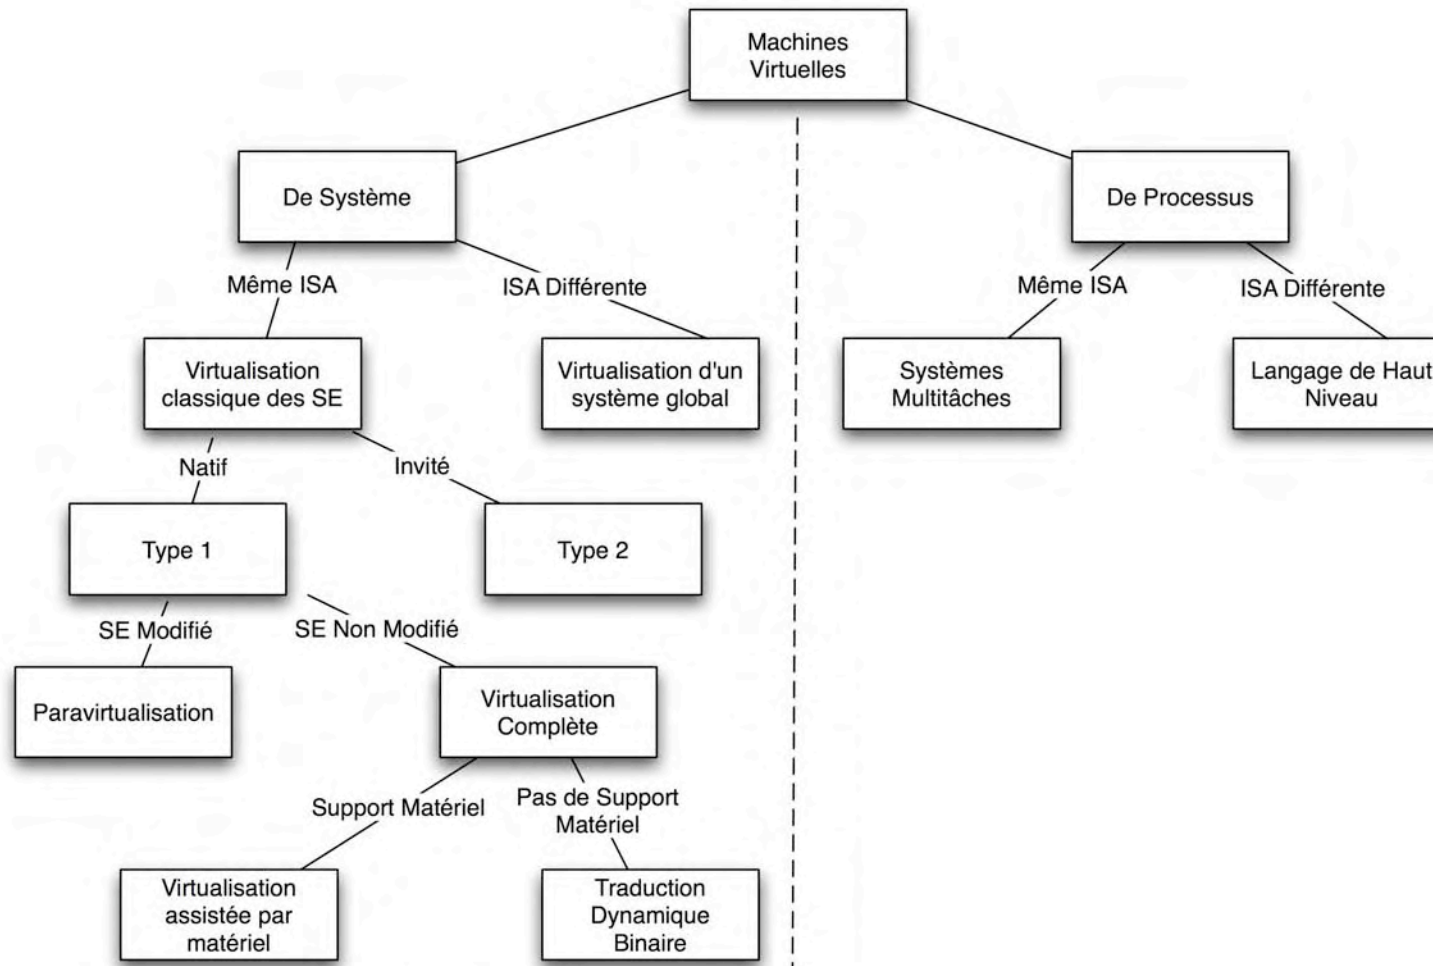 Machines
Virtuelles
De Système
De Processus
Même ISA
ISA Différente
Même ISA
ISA Différente
Virtualisation
classique des SE
Virtualisation d'un
système global
Systèmes
Multitâches
Langage de Haut
Niveau
Natif
Invité
Type 1
Type 2
SE Modifié
SE Non Modifié
Paravirtualisation
Virtualisation
Complète
Support Matériel
Pas de Support
Matériel
Virtualisation
assistée par
matériel
Traduction
Dynamique
Binaire